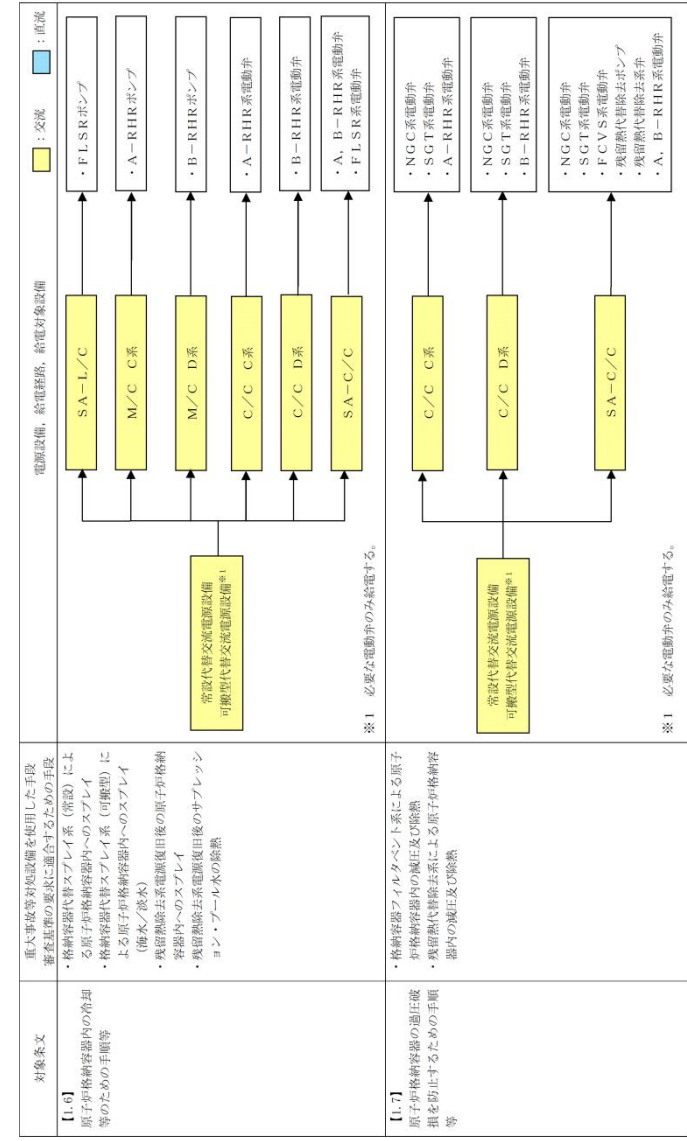 対象条文
重大事故等対処設備を使用した手段
審査基準の要求に適合するための手段
電源設備，給電経路，給電対象設備
：交流
：直流
【1.6】
原子炉格納容器内の冷却
等のための手順等
・格納容器代替スプレイ系（常設）によ
る原子炉格納容器内へのスプレイ
・格納容器代替スプレイ系（可搬型）に
よる原子炉格納容器内へのスプレイ
（海水／淡水）
・残留熱除去系電源復旧後の原子炉格納
容器内へのスプレイ
・残留熱除去系電源復旧後のサプレッシ
ョン・プール水の除熱
常設代替交流電源設備
可搬型代替交流電源設備※1
SA－L／C
M／C C系
M／C D系
C／C C系
C／C D系
SA－C／C
・FLSRポンプ
・A－RHRポンプ
・B－RHRポンプ
・A－RHR系電動弁
・B－RHR系電動弁
・A，B－RHR系電動弁
・FLSR系電動弁
※1 必要な電動弁のみ給電する。
【1.7】
原子炉格納容器の過圧破
損を防止するための手順
等
・格納容器フィルタベント系による原子
炉格納容器内の減圧及び除熱
・残留熱代替除去系による原子炉格納容
器内の減圧及び除熱
常設代替交流電源設備
可搬型代替交流電源設備※1
C／C C系
C／C D系
SA－C／C
・NGC系電動弁
・SGT系電動弁
・A－RHR系電動弁
・NGC系電動弁
・SGT系電動弁
・B－RHR系電動弁
・NGC系電動弁
・SGT系電動弁
・FCVS系電動弁
・残留熱代替除去ポンプ
・残留熱代替除去系弁
・A，B－RHR系電動弁
※1 必要な電動弁のみ給電する。